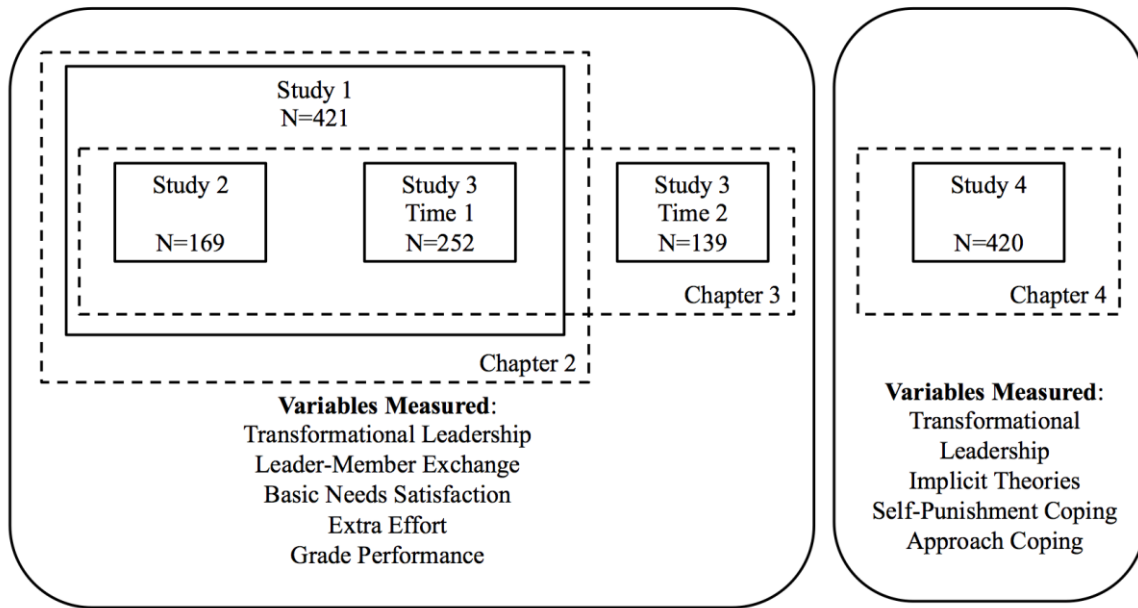 Study 1
N=421
Study 2
N=169
Study 3
Time 1
N=252
Study 3
Time 2
N=139
Chapter 3
Chapter 2
Variables Measured:
Transformational Leadership
Leader-Member Exchange
Basic Needs Satisfaction
Extra Effort
Grade Performance
Study 4
N=420
Chapter 4
Variables Measured:
Transformational
Leadership
Implicit Theories
Self-Punishment Coping
Approach Coping